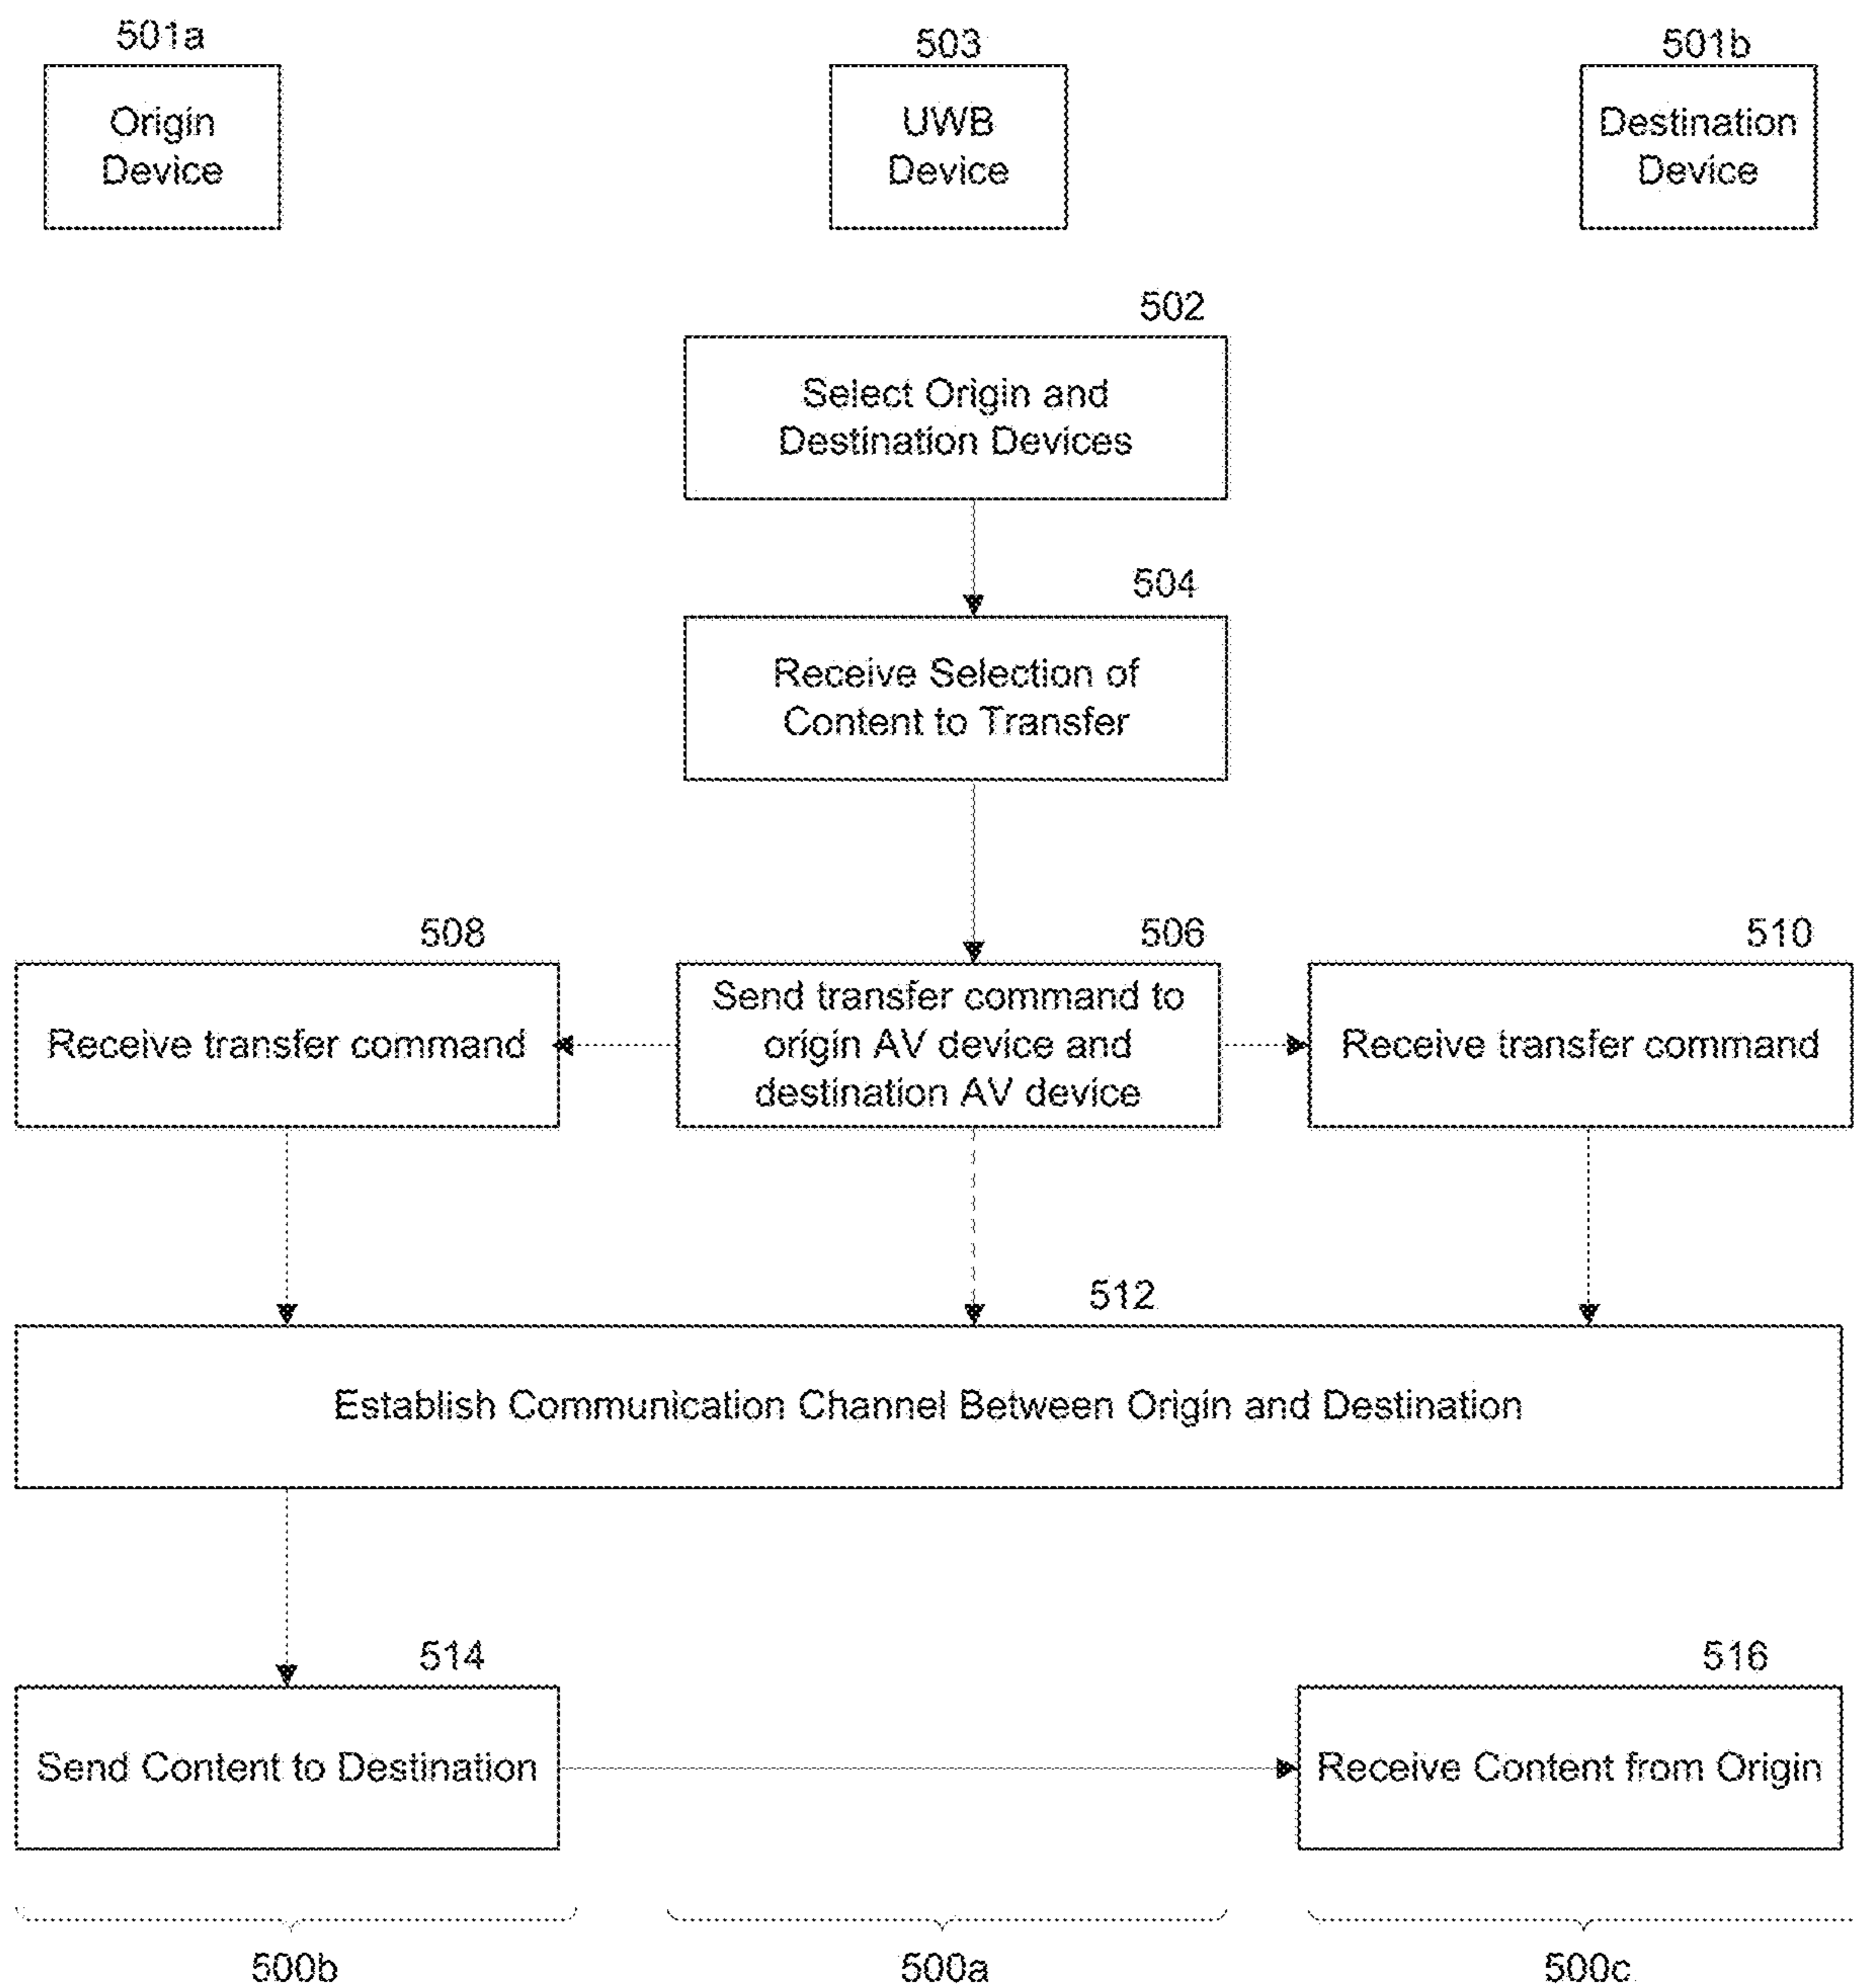 501a
503
501b
Origin
Device
UWB
Device
Destination
Device
502
Select Origin and
Destination Devices
504
Receive Selection of
Content to Transfer
508
506
510
Receive transfer command
Send transfer command to
origin AV device and
destination AV device
Receive transfer command
512
Establish Communication Channel Between Origin and Destination
514
516
Send Content to Destination
Receive Content from Origin
500b
500a
500c